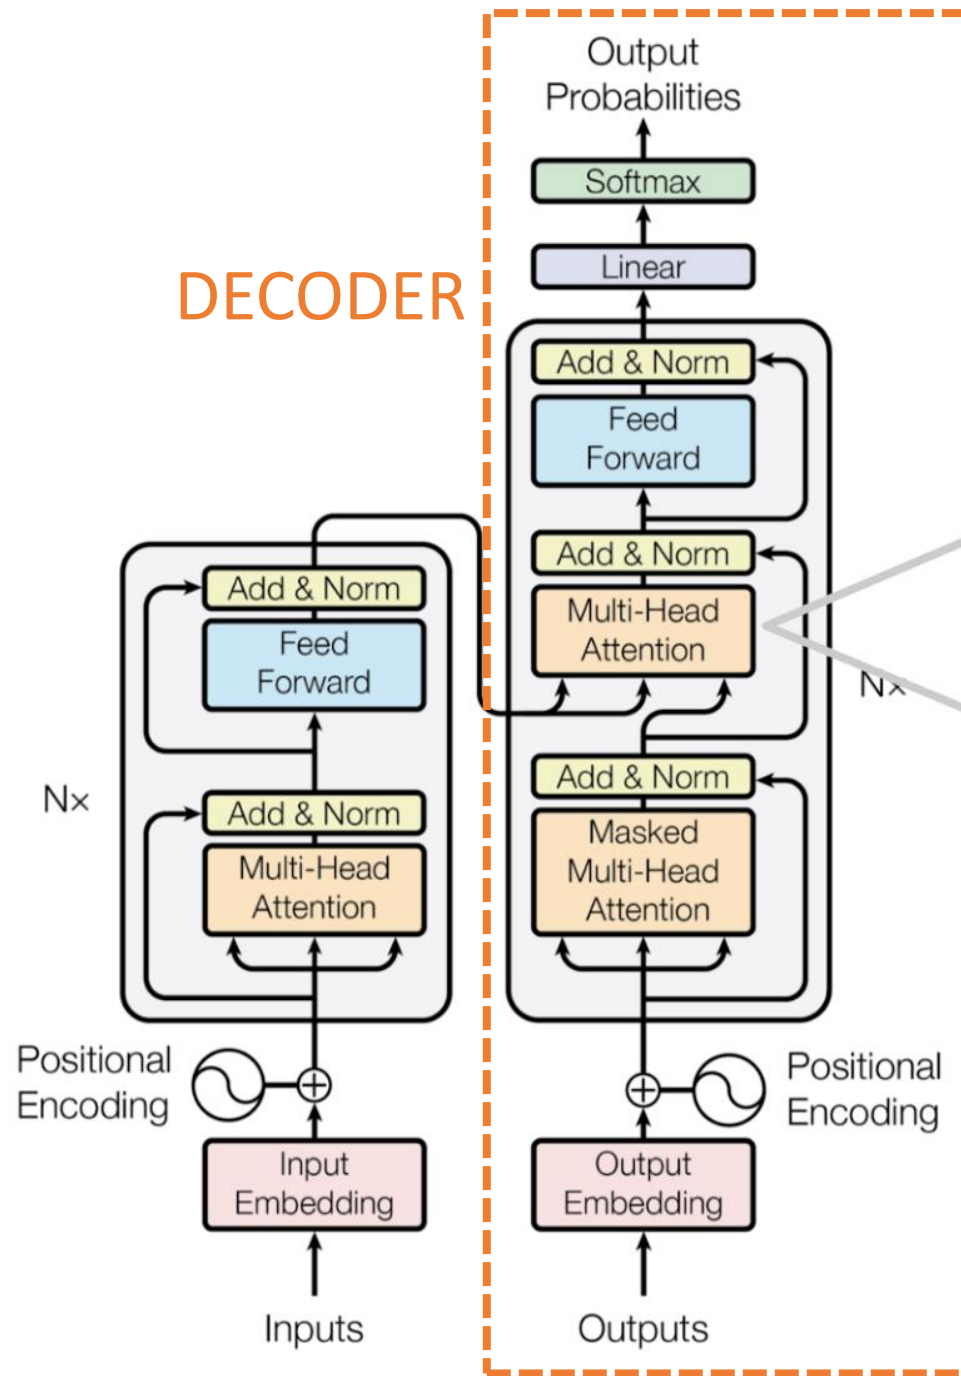 Output
Probabilities
Softmax
Linear
DECODER
Add & Norm
Feed
Forward
Add & Norm
Multi-Head
Attention
Nx
Add & Norm
Masked
Multi-Head
Attention
Add & Norm
Feed
Forward
N×
Add & Norm
Multi-Head
Attention
Positional
Encoding
Positional
Encoding
Input
Embedding
Output
Embedding
Inputs
Outputs